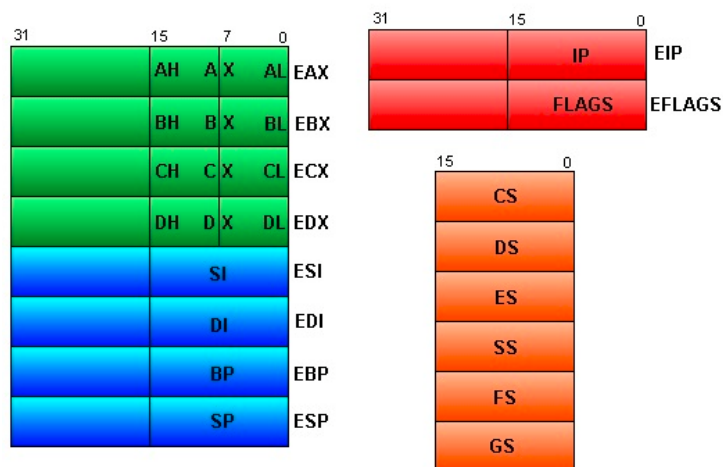 31 15 7 0
AH A X AL EAX
BH B X BL EBX
CH C X CL ECX
DH D X DL EDX
SI ESI
DI EDI
BP EBP
SP ESP
31 15 0
IP EIP
FLAGS EFLAGS
15 0
CS
DS
ES
SS
FS
GS